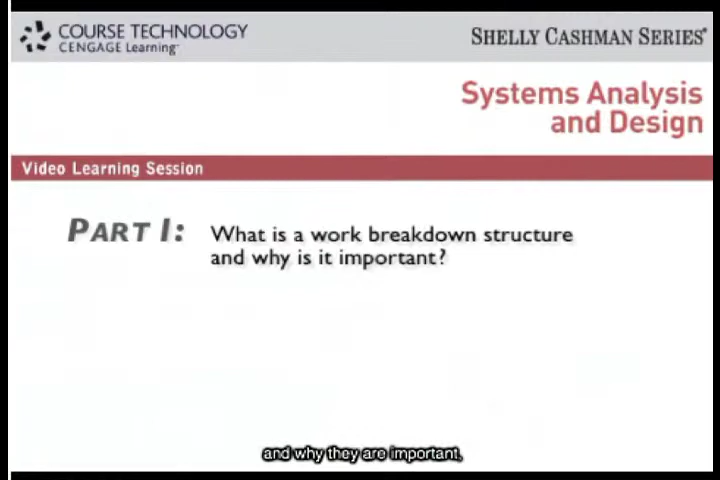 COURSE TECHNOLOGY
CENGAGE Learning™
SHELLY CASHMAN SERIES®
Systems Analysis
and Design
Video Learning Session
PART I: What is a work breakdown structure
and why is it important?
and why they are important,